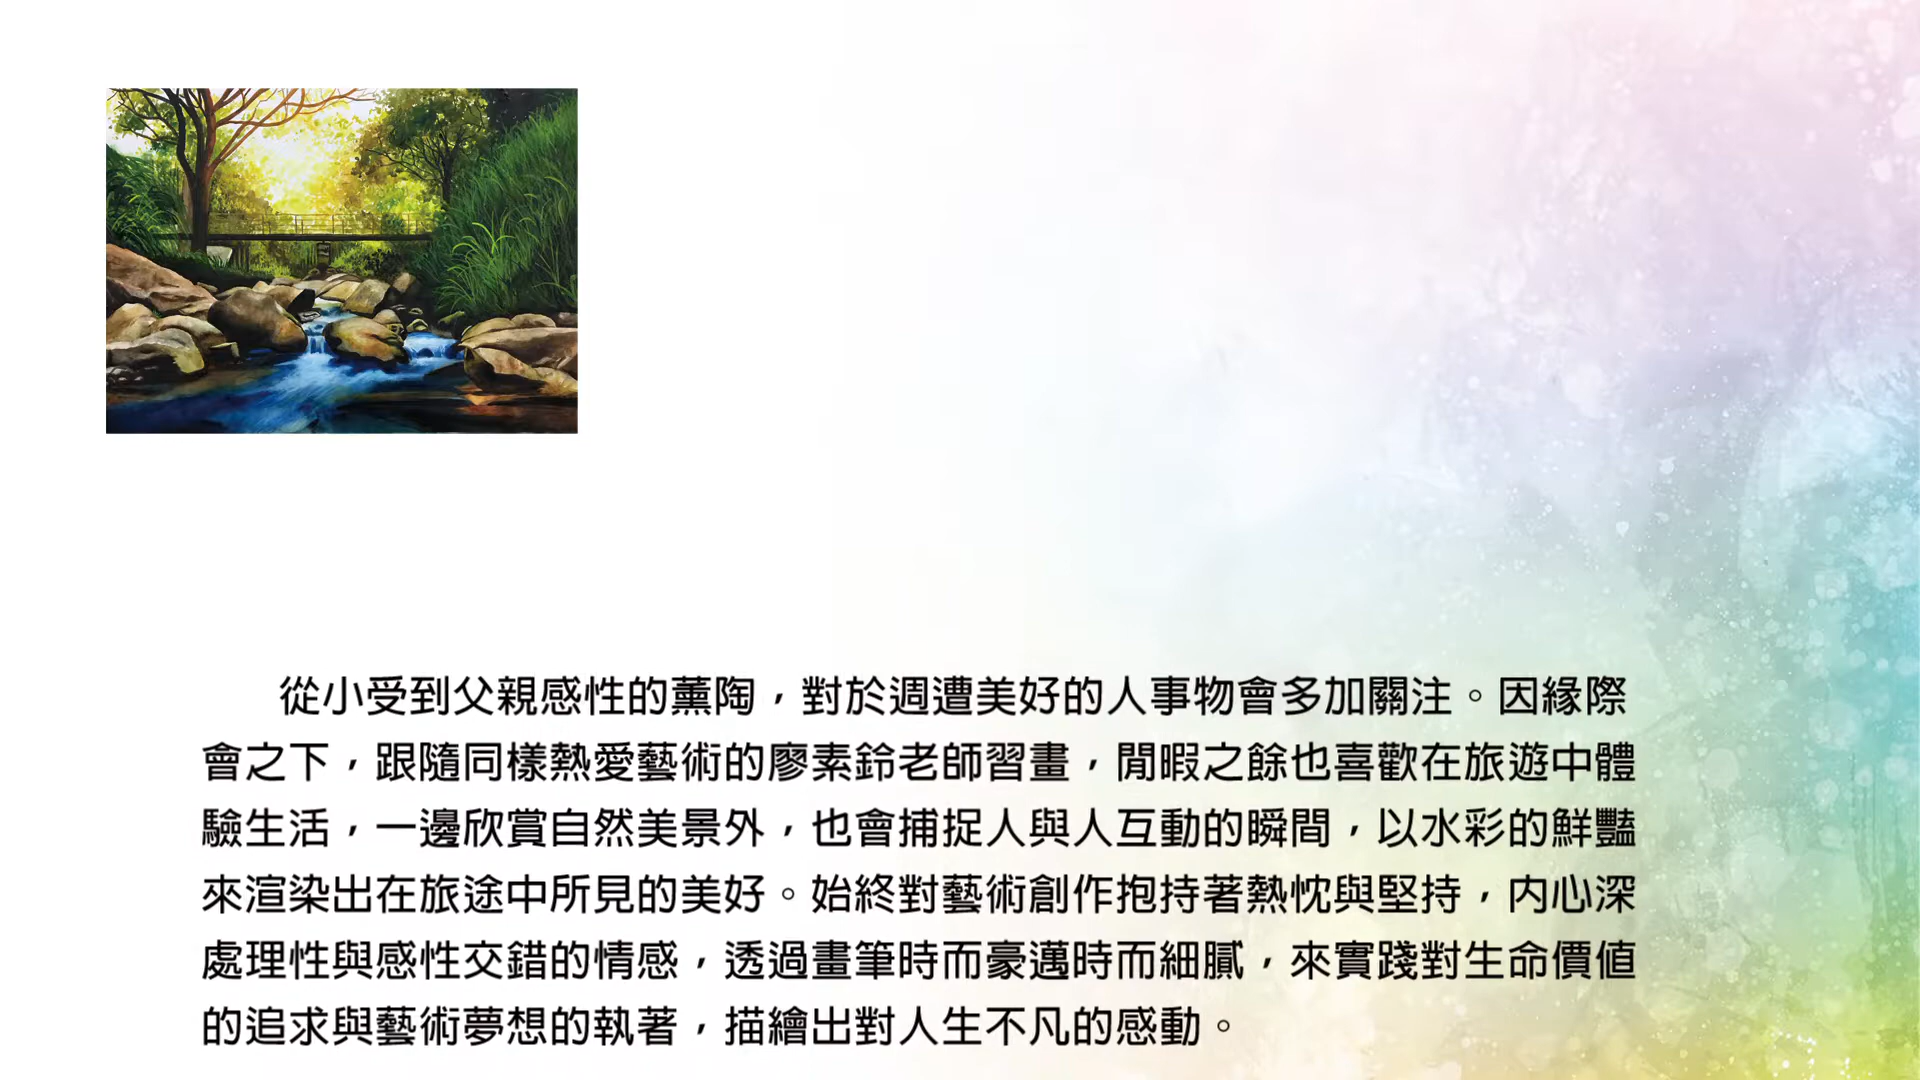 從小受到父親感性的薰陶，對於週遭美好的人事物會多加關注。因緣際
會之下，跟隨同樣熱愛藝術的廖素鈴老師習畫，閒暇之餘也喜歡在旅遊中體
驗生活，一邊欣賞自然美景外，也會捕捉人與人互動的瞬間，以水彩的鮮豔
來渲染出在旅途中所見的美好。始終對藝術創作抱持著熱忱與堅持，內心深
處理性與感性交錯的情感，透過畫筆時而豪邁時而細膩，來實踐對生命價值
的追求與藝術夢想的執著，描繪出對人生不凡的感動。